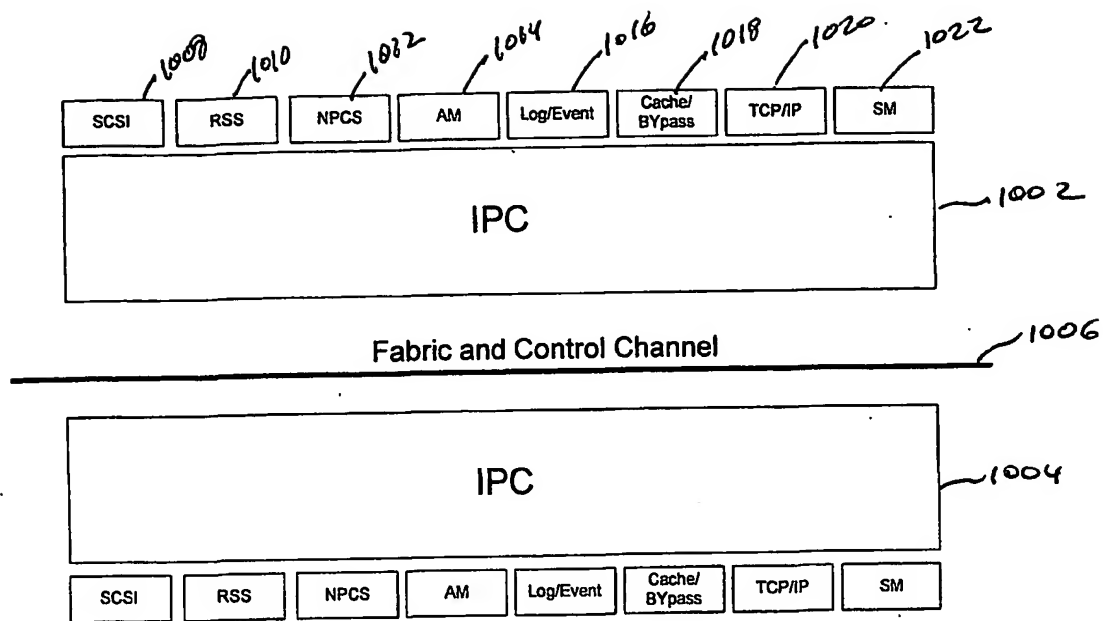 1008 1010 1012 1014 1016 1018 1020 1022
SCSI RSS NPCS AM Log/Event Cache/ BYpass TCP/IP SM
IPC
1002
Fabric and Control Channel
1006
IPC
1004
SCSI RSS NPCS AM Log/Event Cache/ BYpass TCP/IP SM